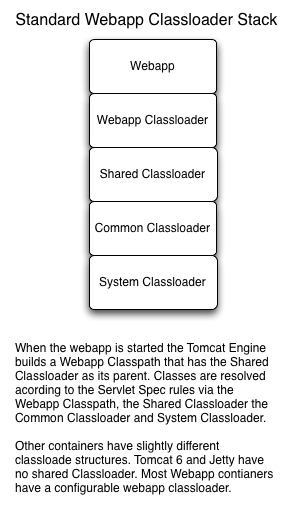 Standard Webapp Classloader Stack
Webapp
Webapp Classloader
Shared Classloader
Common Classloader
System Classloader
When the webapp is started the Tomcat Engine
builds a Webapp Classpath that has the Shared
Classloader as its parent. Classes are resolved
acording to the Servlet Spec rules via the
Webapp Classpath, the Shared Classloader the
Common Classloader and System Classloader.
Other containers have slightly different
classloade structures. Tomcat 6 and Jetty have
no shared Classloader. Most Webapp contianers
have a configurable webapp classloader.